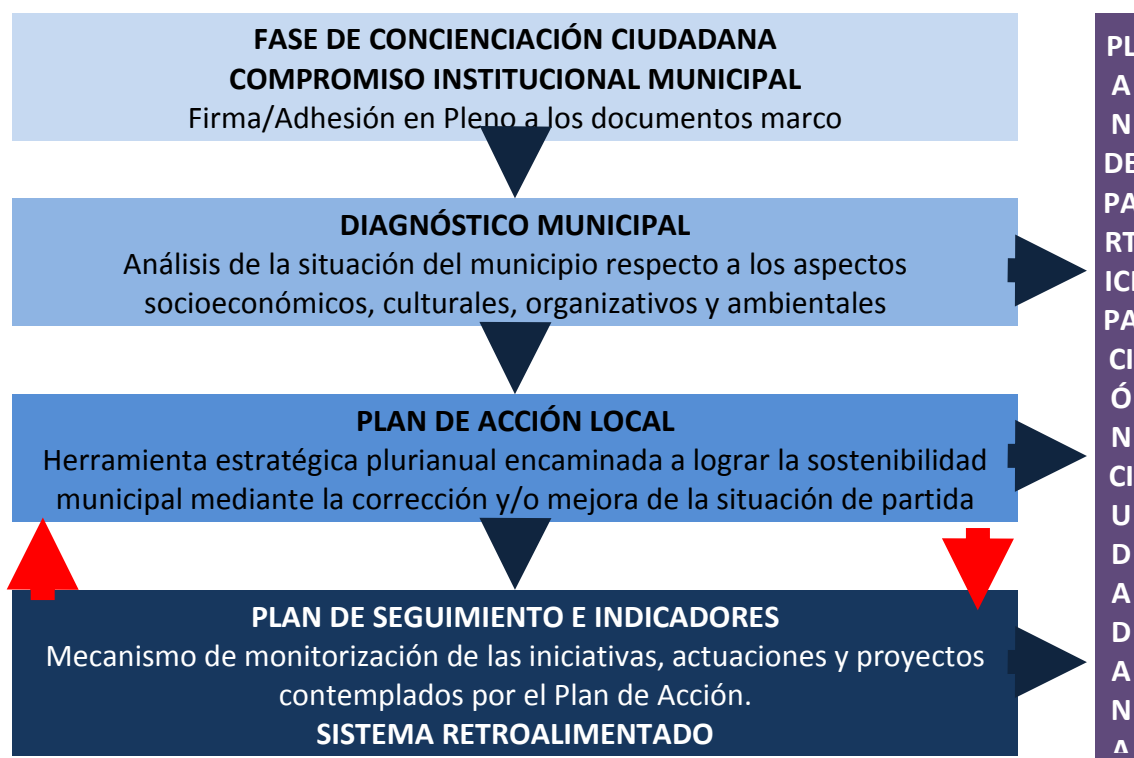 FASE DE CONCIENCIACIÓN CIUDADANA
COMPROMISO INSTITUCIONAL MUNICIPAL
Firma/Adhesión en Pleno a los documentos marco
DIAGNÓSTICO MUNICIPAL
Análisis de la situación del municipio respecto a los aspectos
socioeconómicos, culturales, organizativos y ambientales
PLAN DE ACCIÓN LOCAL
Herramienta estratégica plurianual encaminada a lograr la sostenibilidad
municipal mediante la corrección y/o mejora de la situación de partida
PLAN DE SEGUIMIENTO E INDICADORES
Mecanismo de monitorización de las iniciativas, actuaciones y proyectos
contemplados por el Plan de Acción.
SISTEMA RETROALIMENTADO
PL
A
N
DE
PA
RT
ICI
PA
CI
Ó
N
CI
U
D
A
D
A
N
A